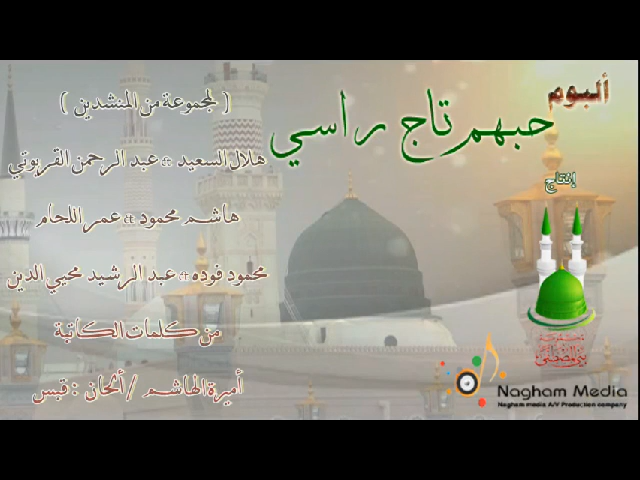 ألبوم
حبهم تاج راسي
إنتاج
Nagham Media
Nagham media A/V Production company
( لمجموعة من المنشدين )
هلال السعيد & عبد الرحمن القريوتي
هاشم محمود & عمر اللحام
محمود فوده & عبد الرشيد محيي الدين
من كلمات الكاتبة
أميرة الهاشم / ألحان : قبس